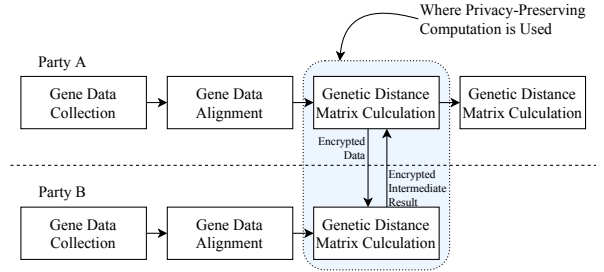 Where Privacy-Preserving
Computation is Used
Party A
Gene Data
Collection
Gene Data
Alignment
Genetic Distance
Matrix Culculation
Genetic Distance
Matrix Culculation
Encrypted
Data
Encrypted
Intermediate
Result
Party B
Gene Data
Collection
Gene Data
Alignment
Genetic Distance
Matrix Culculation